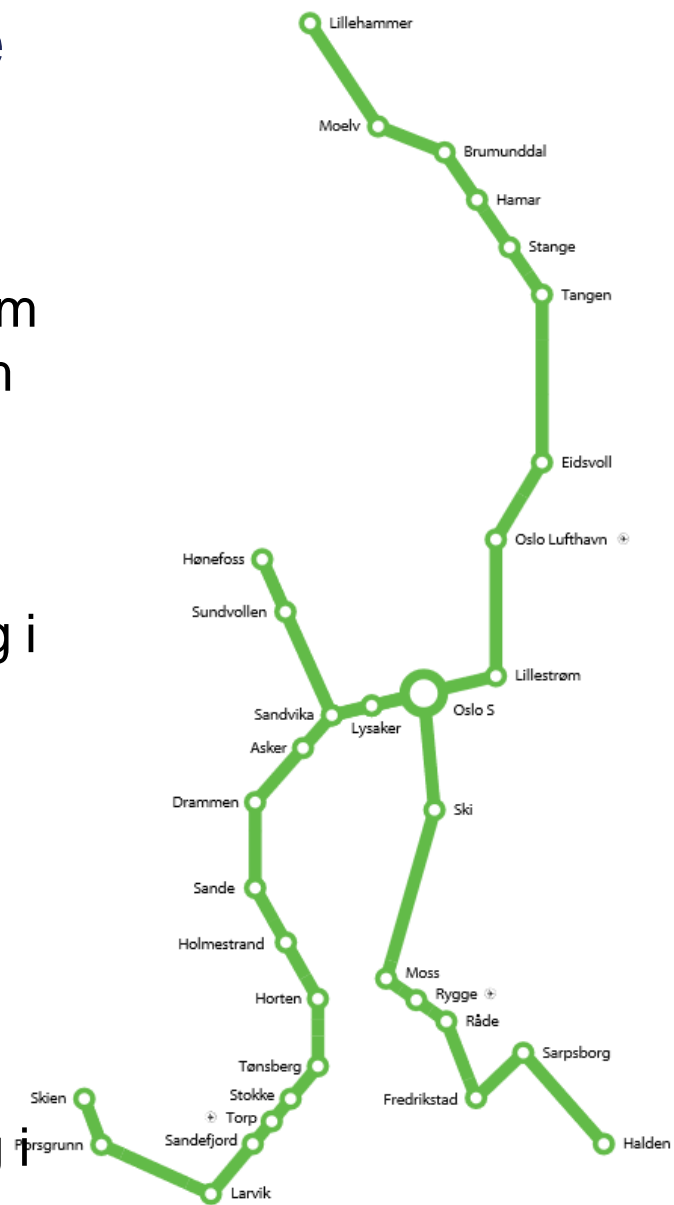 e
Lillehammer
Moelv
Brumunddal
Hamar
Stange
Tangen
m
n
Eidsvoll
Oslo Lufthavn
Hønefoss
Sundvollen
g i
Lillestrøm
Sandvika
Oslo S
Lysaker
Asker
Drammen
Ski
Sande
Holmestrand
Moss
Rygge
Horten
Råde
Sarpsborg
Tønsberg
Stokke
Skien
Fredrikstad
Torp
Sandefjord
Porsgrunn
g i
Halden
Larvik